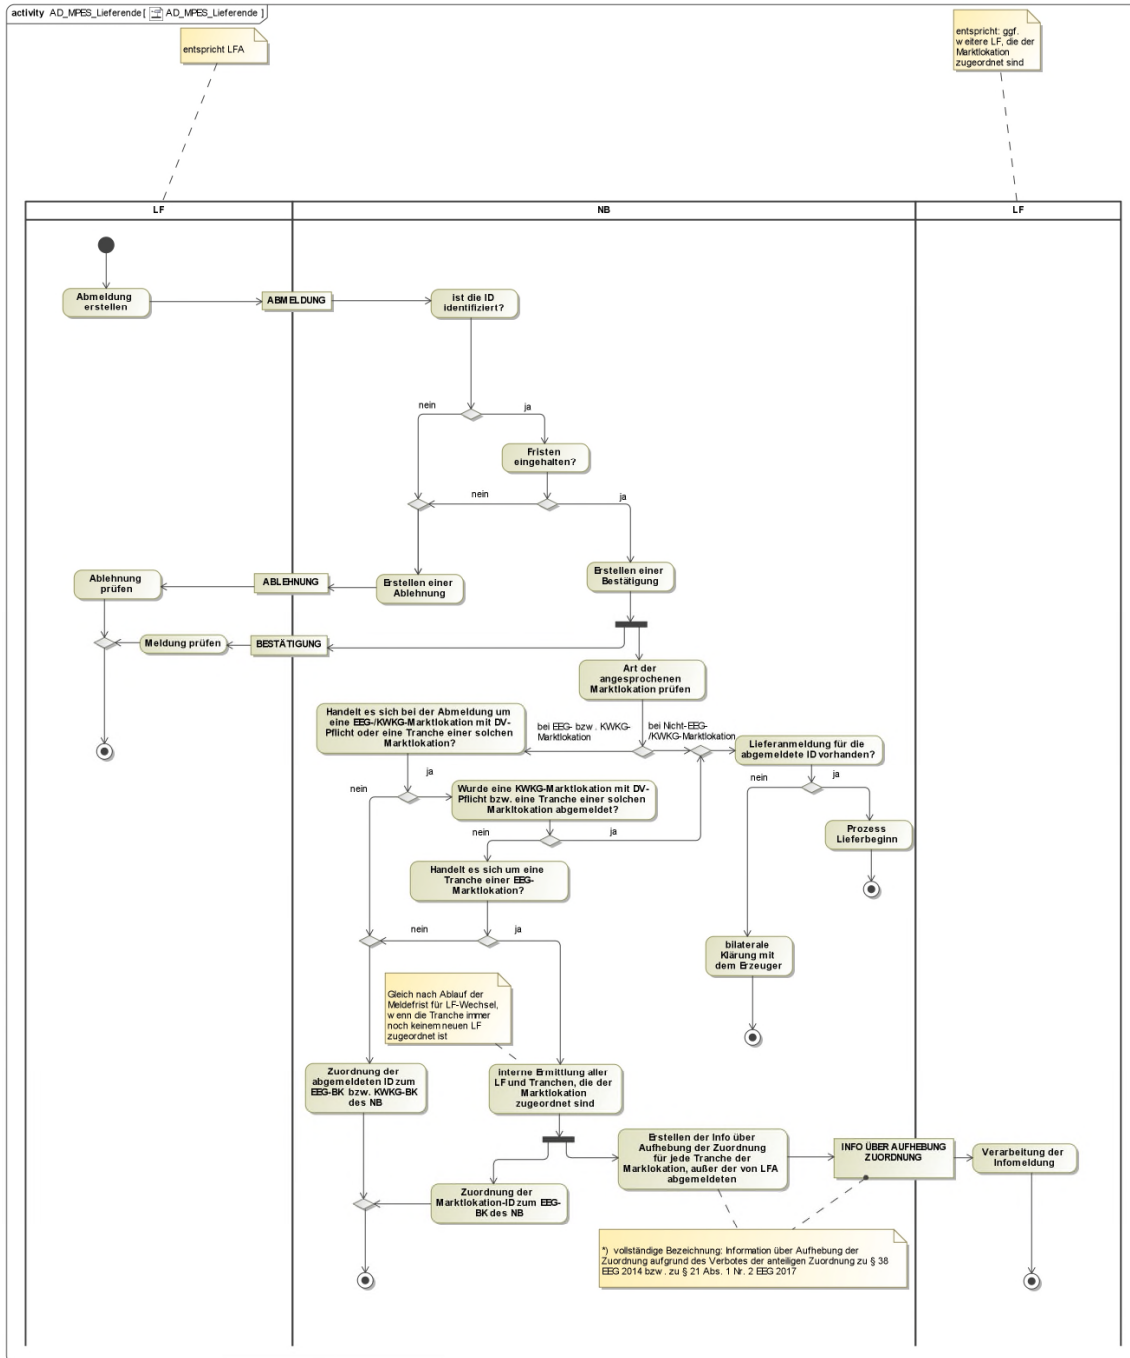 activity AD_MPES_Lieferende [ AD_MPES_Lieferende ]
entspricht LFA
entspricht: ggf.
weitere LF, die der
Marktlokation
zugeordnet sind
LF
NB
LF
Abmeldung
erstellen
ABMELDUNG
ist die ID
identifiziert?
nein
ja
Fristen
eingehalten?
nein
ja
Ablehnung
prüfen
ABLEHNUNG
Erstellen einer
Ablehnung
Erstellen einer
Bestätigung
Meldung prüfen
BESTÄTIGUNG
Art der
angesprochenen
Marktlokation prüfen
Handelt es sich bei der Abmeldung um
eine EEG-/KWKG-Marktlokation mit DV-
Pflicht oder eine Tranche einer solchen
Marktlokation?
bei EEG- bzw. KWKG-
Marktlokation
bei Nicht-EEG-
/KWKG-Marktlokation
Lieferanmeldung für die
abgemeldete ID vorhanden?
ja
nein
nein
ja
Wurde eine KWKG-Marktlokation mit DV-
Pflicht bzw. eine Tranche einer solchen
Markltokation abgemeldet?
Prozess
Lieferbeginn
nein
ja
Handelt es sich um eine
Tranche einer EEG-
Marktlokation?
nein
ja
bilaterale
Klärung mit
dem Erzeuger
Gleich nach Ablauf der
Meldefrist für LF-Wechsel,
wenn die Tranche immer
noch keinem neuen LF
zugeordnet ist
Zuordnung der
abgemeldeten ID zum
EEG-BK bzw. KWKG-BK
des NB
interne Ermittlung aller
LF und Tranchen, die der
Marktlokation
zugeordnet sind
Erstellen der Info über
Aufhebung der Zuordnung
für jede Tranche der
Marklokation, außer der von LFA
abgemeldeten
INFO ÜBER AUFHEBUNG
ZUORDNUNG
Verarbeitung der
Infomeldung
Zuordnung der
Marktlokation-ID zum EEG-
BK des NB
*) vollständige Bezeichnung: Information über Aufhebung der
Zuordnung aufgrund des Verbotes der anteiligen Zuordnung zu § 38
EEG 2014 bzw. zu § 21 Abs. 1 Nr. 2 EEG 2017